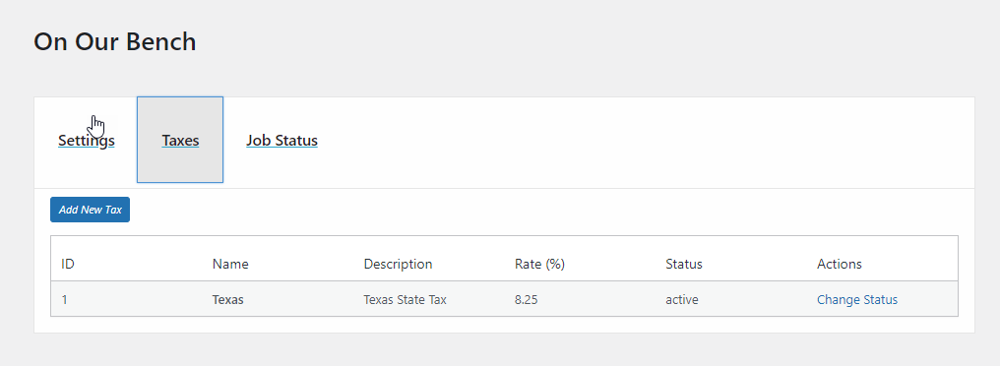 On Our Bench
Settings Taxes Job Status
Add New Tax
ID Name Description Rate (%) Status Actions
1 Texas Texas State Tax 8.25 active Change Status